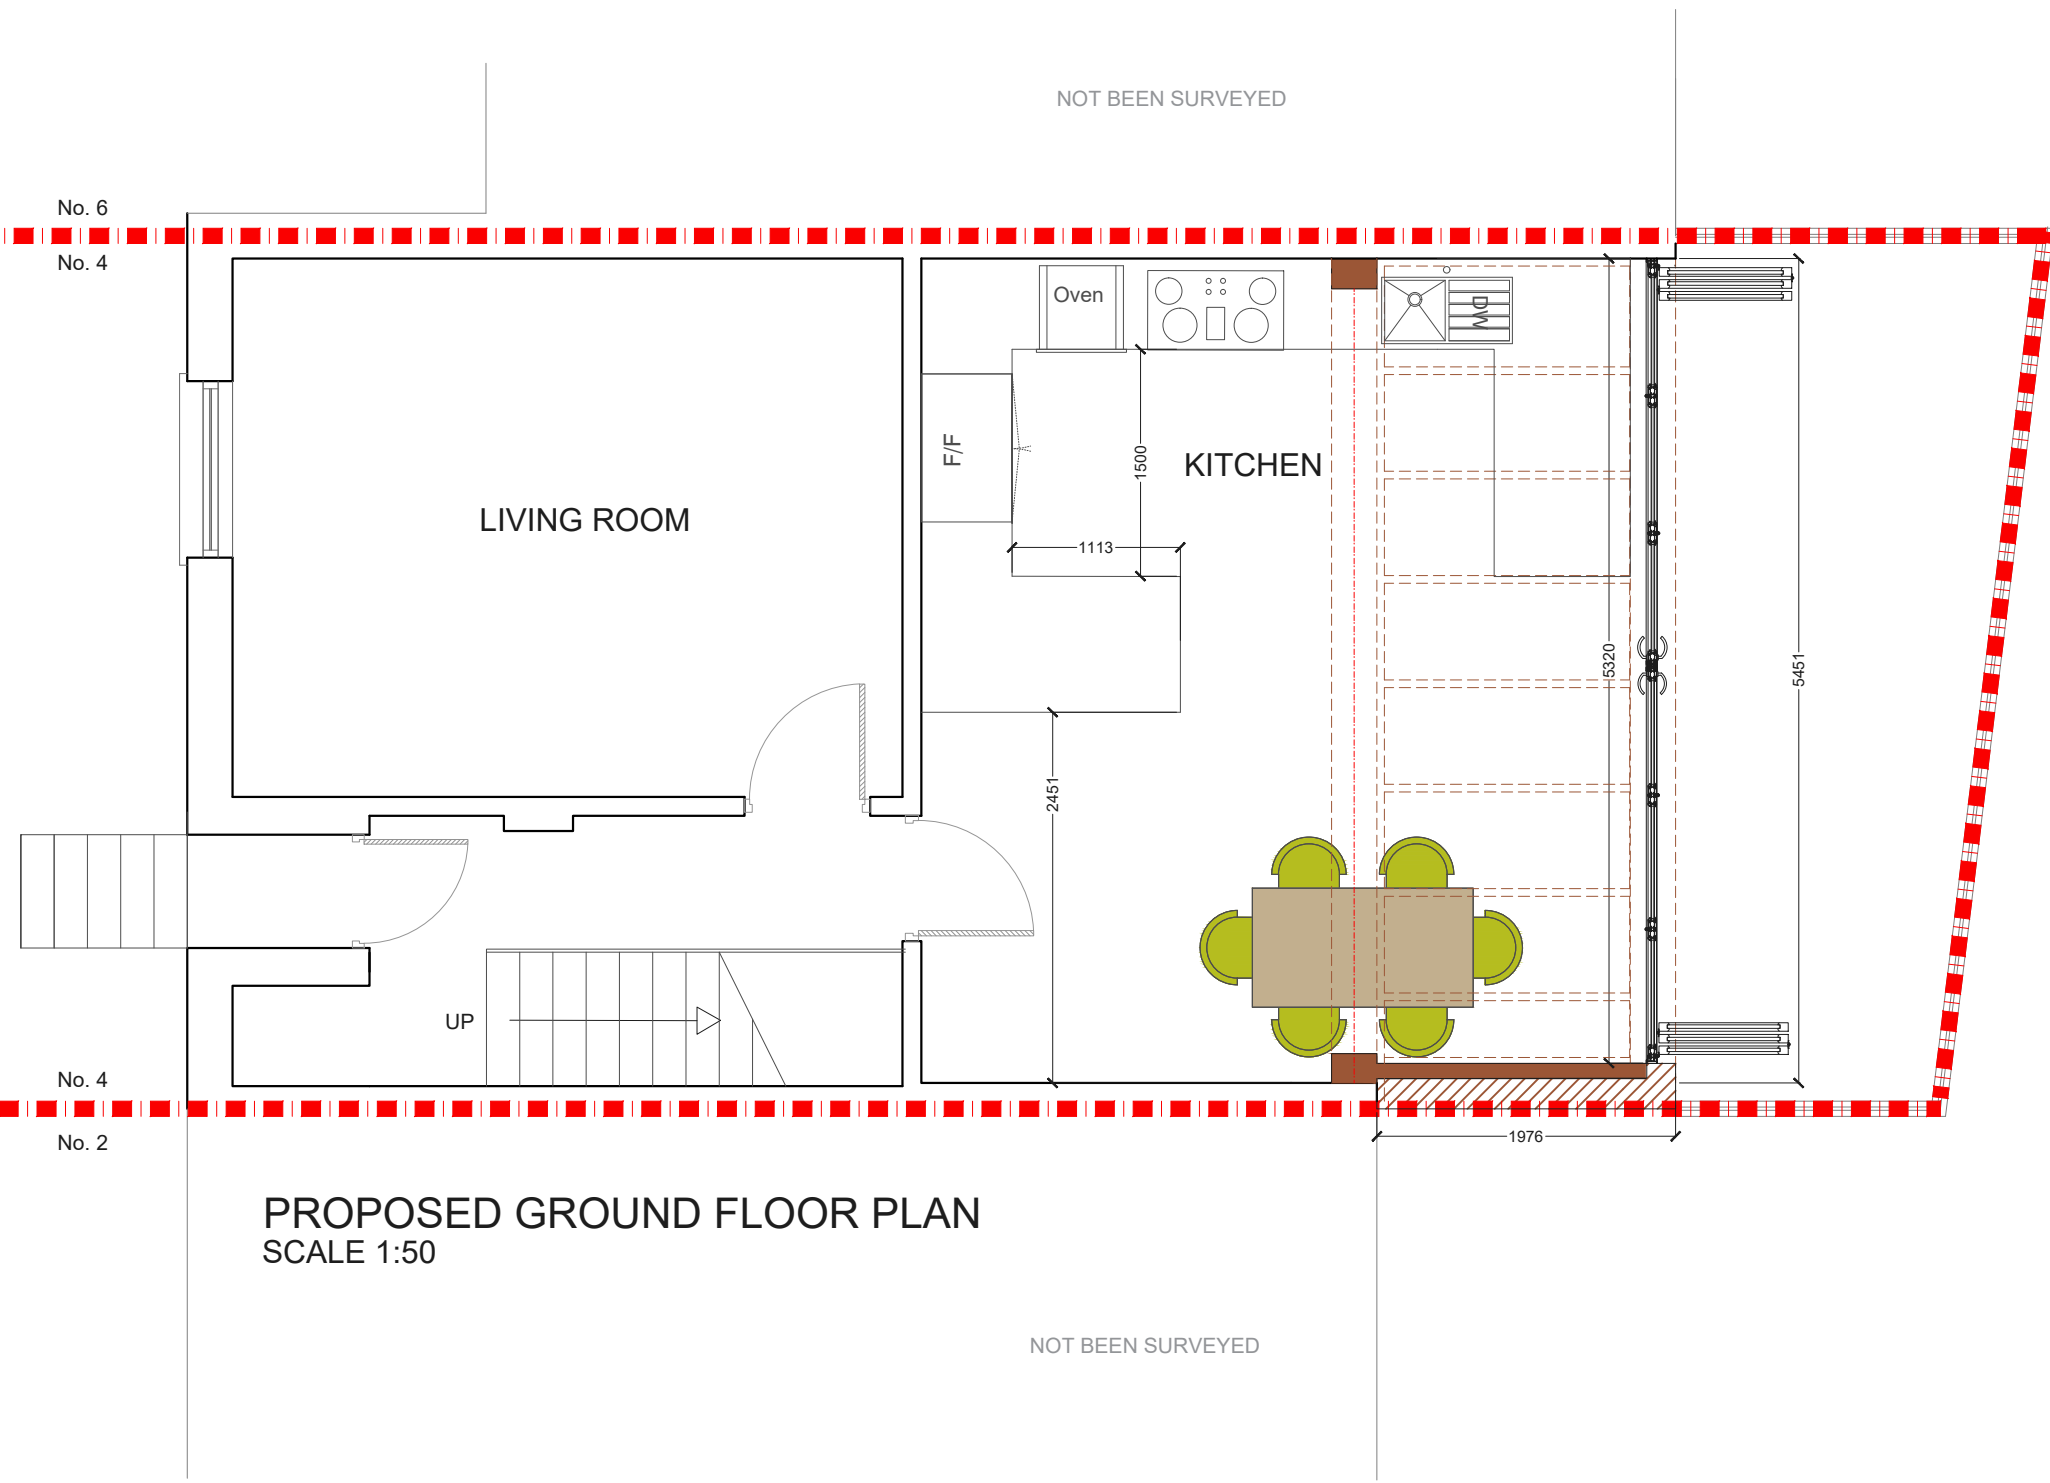 NOT BEEN SURVEYED
No. 6
No. 4
Oven
DW
F/F
1500
KITCHEN
LIVING ROOM
1113
5320
5451
2451
UP
No. 4
No. 2
1976
PROPOSED GROUND FLOOR PLAN
SCALE 1:50
NOT BEEN SURVEYED